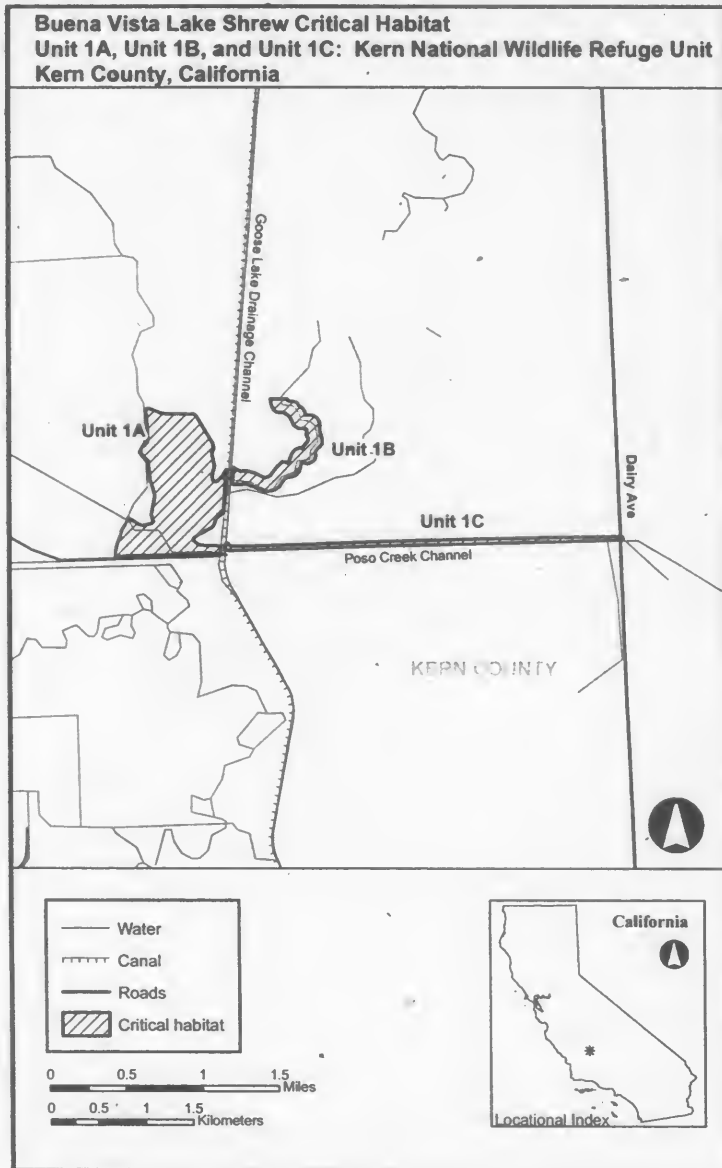 Buena Vista Lake Shrew Critical Habitat
Unit 1A, Unit 1B, and Unit 1C: Kern National Wildlife Refuge Unit
Kern County, California
Goose Lake Drainage Channel
Unit 1A
Unit 1B
Dairy Ave
Unit 1C
Poso Creek Channel
KERN COUNTY
Water
Canal
Roads
Critical habitat
0 0.5 1 1.5
Miles
0 0.5 1 1.5
Kilometers
California
Locational Index